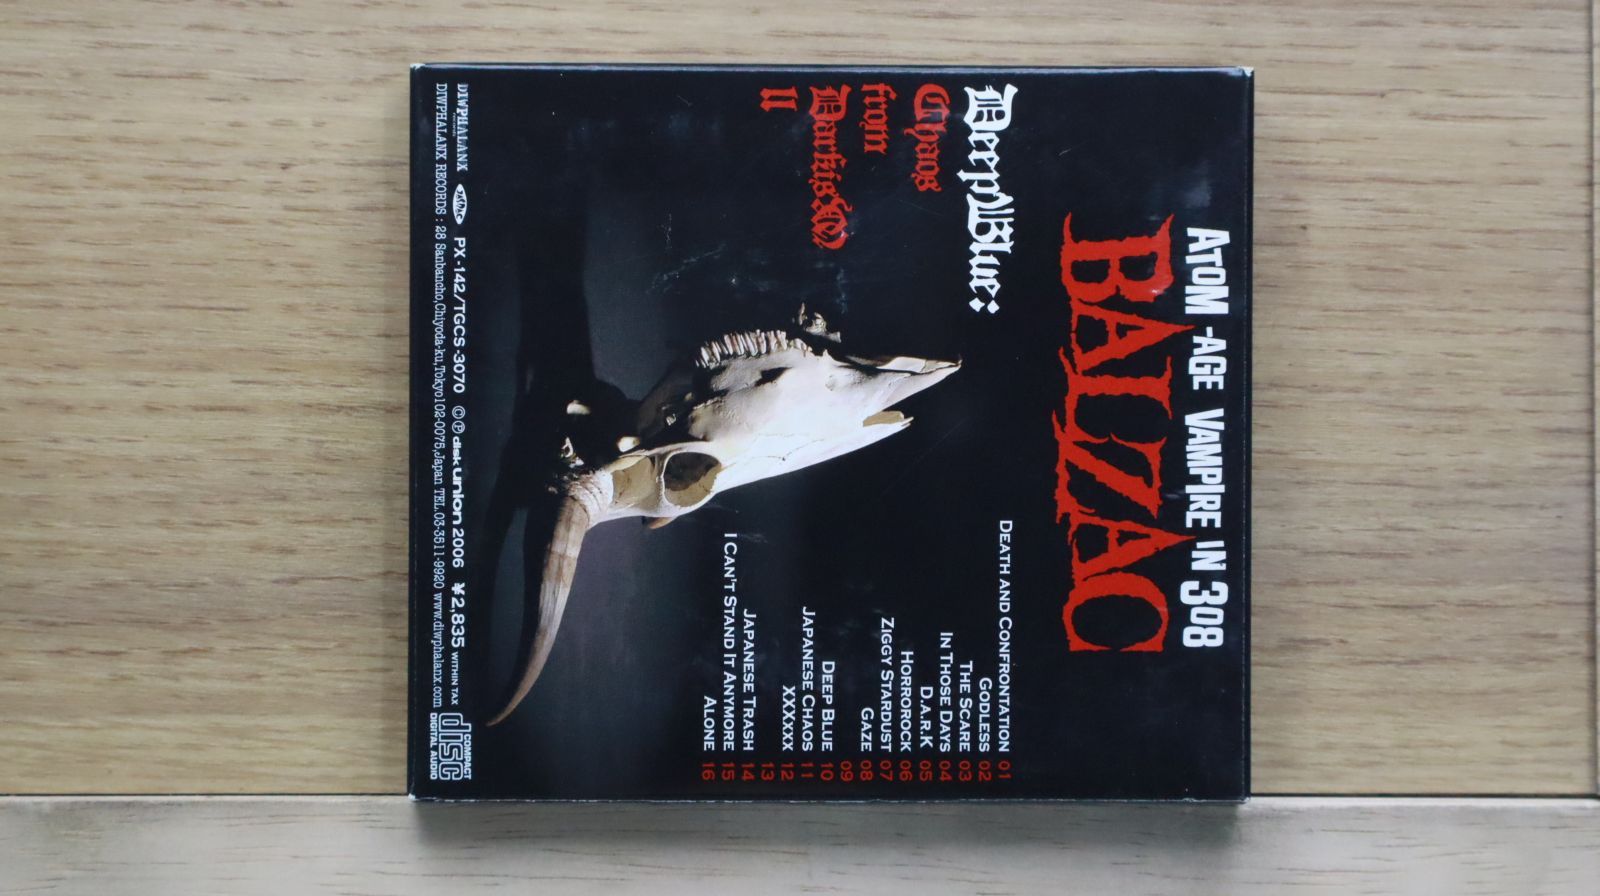 ATOM-AGE VAMPIRE IN 308
BALZAC
DeepBlue:
Chaos
from
DarkisM
II
DEATH AND CONFRONTATION 01
GODLESS 02
THE SCARE 03
IN THOSE DAYS 04
D.A.R.K 05
HORROROCK 06
ZIGGY STARDUST 07
GAZE 08
09
DEEP BLUE 10
JAPANESE CHAOS 11
XXXXXX 12
13
JAPANESE TRASH 14
I CAN'T STAND IT ANYMORE 15
ALONE 16
DIWPHALANX JASRAC PX-142/TGCS-3070 ©℗ disk union 2006 ¥2,835 WITHIN TAX
DIWPHALANX RECORDS : 28 Sanbancho,Chiyoda-ku,Tokyo102-0075,Japan TEL.03-3511-9920 www.diwphalanx.com
COMPACT
disc
DIGITAL AUDIO